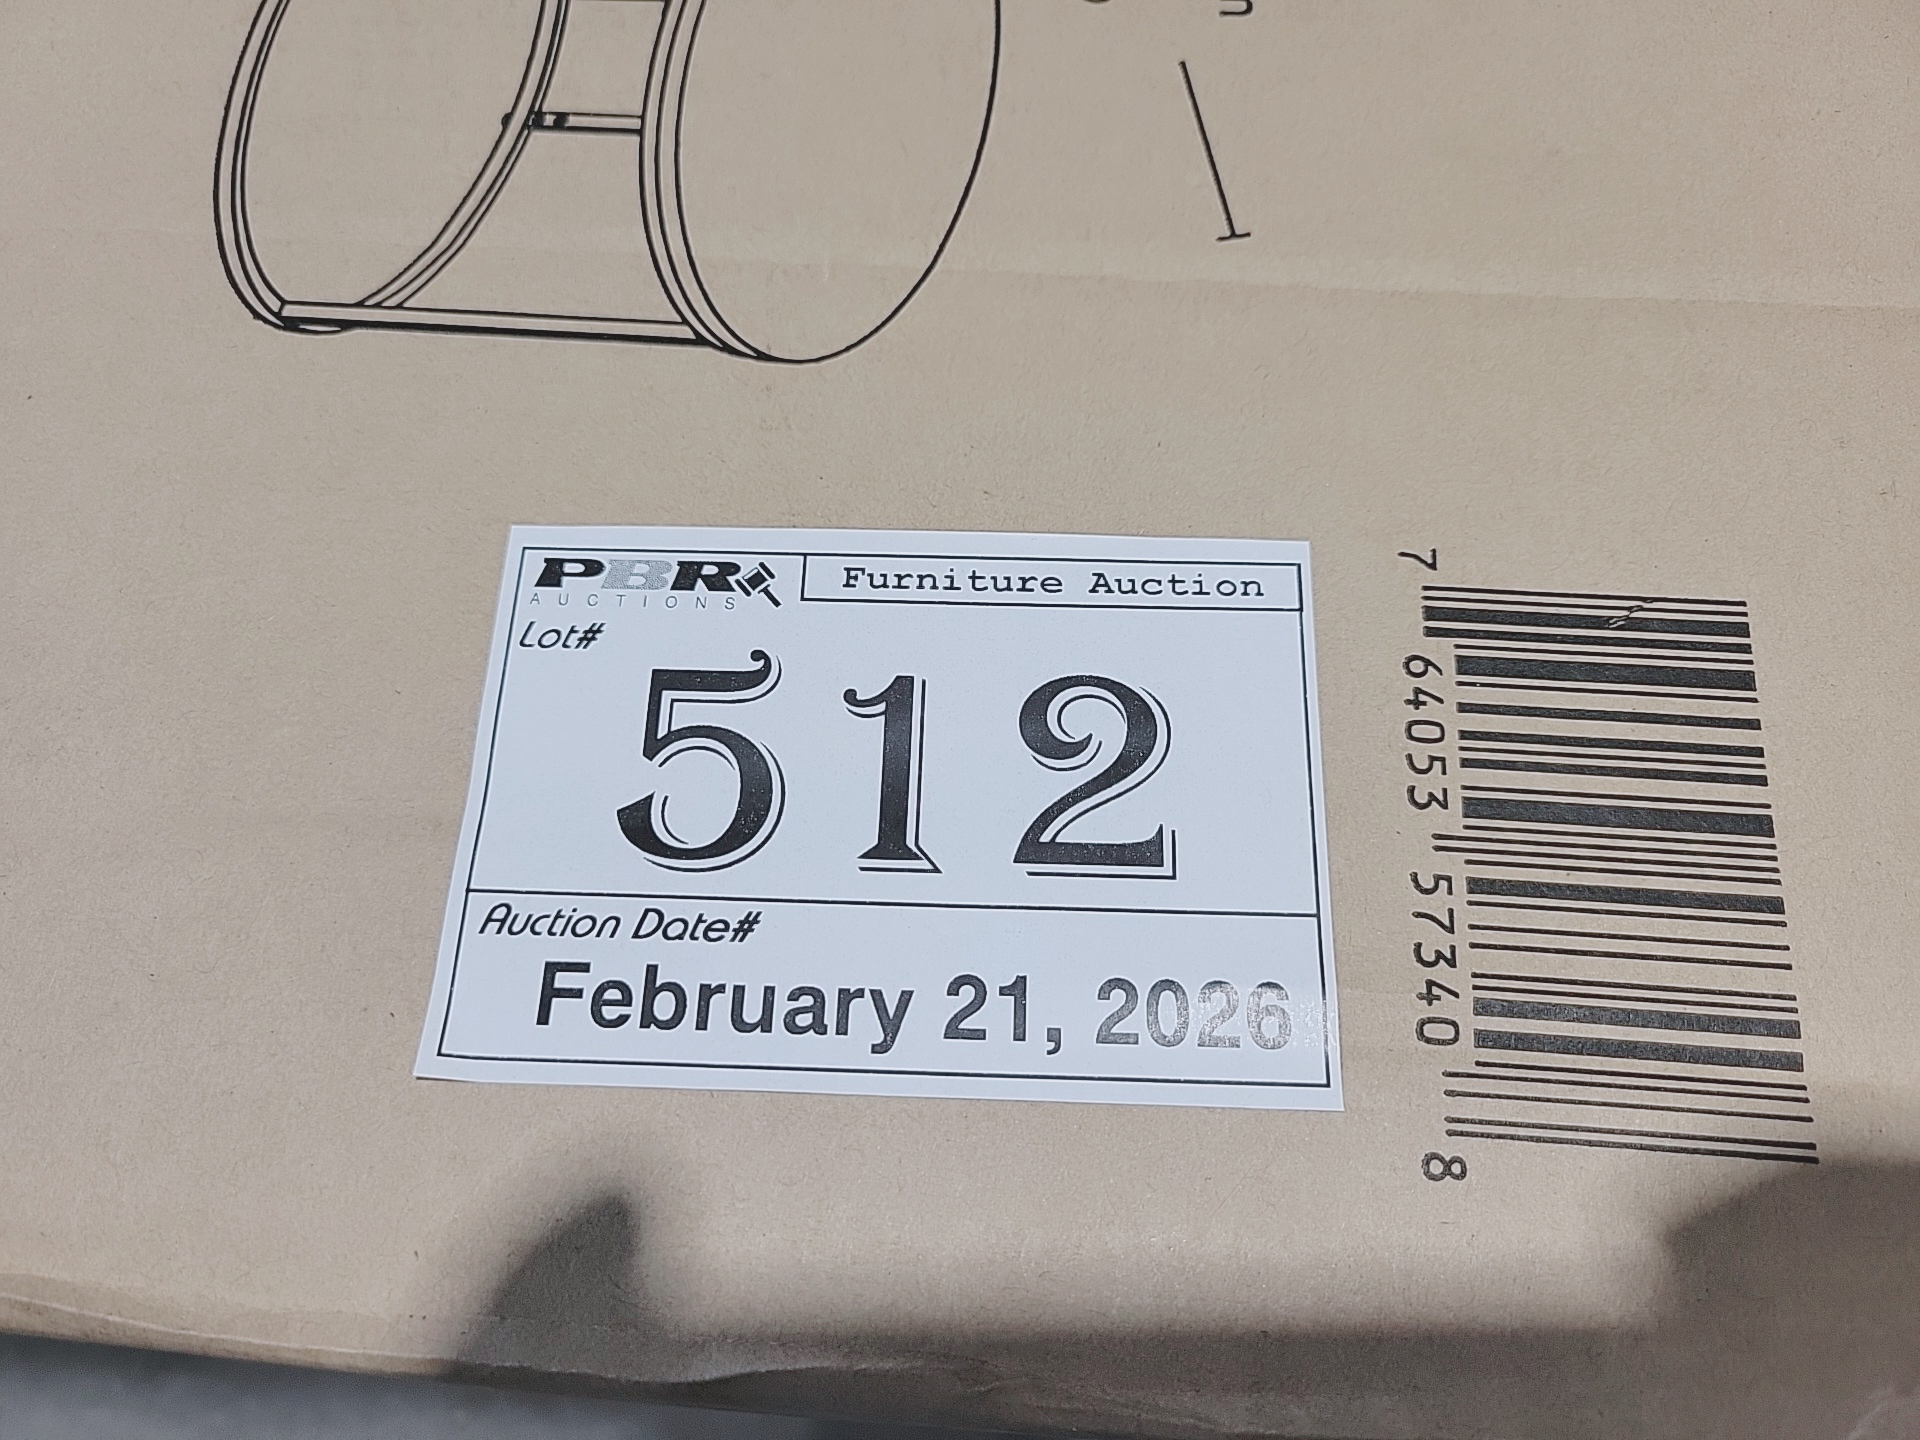 PBR
AUCTIONS
Furniture Auction
Lot#
512
Auction Date#
February 21, 2026
7 64053 57340 8